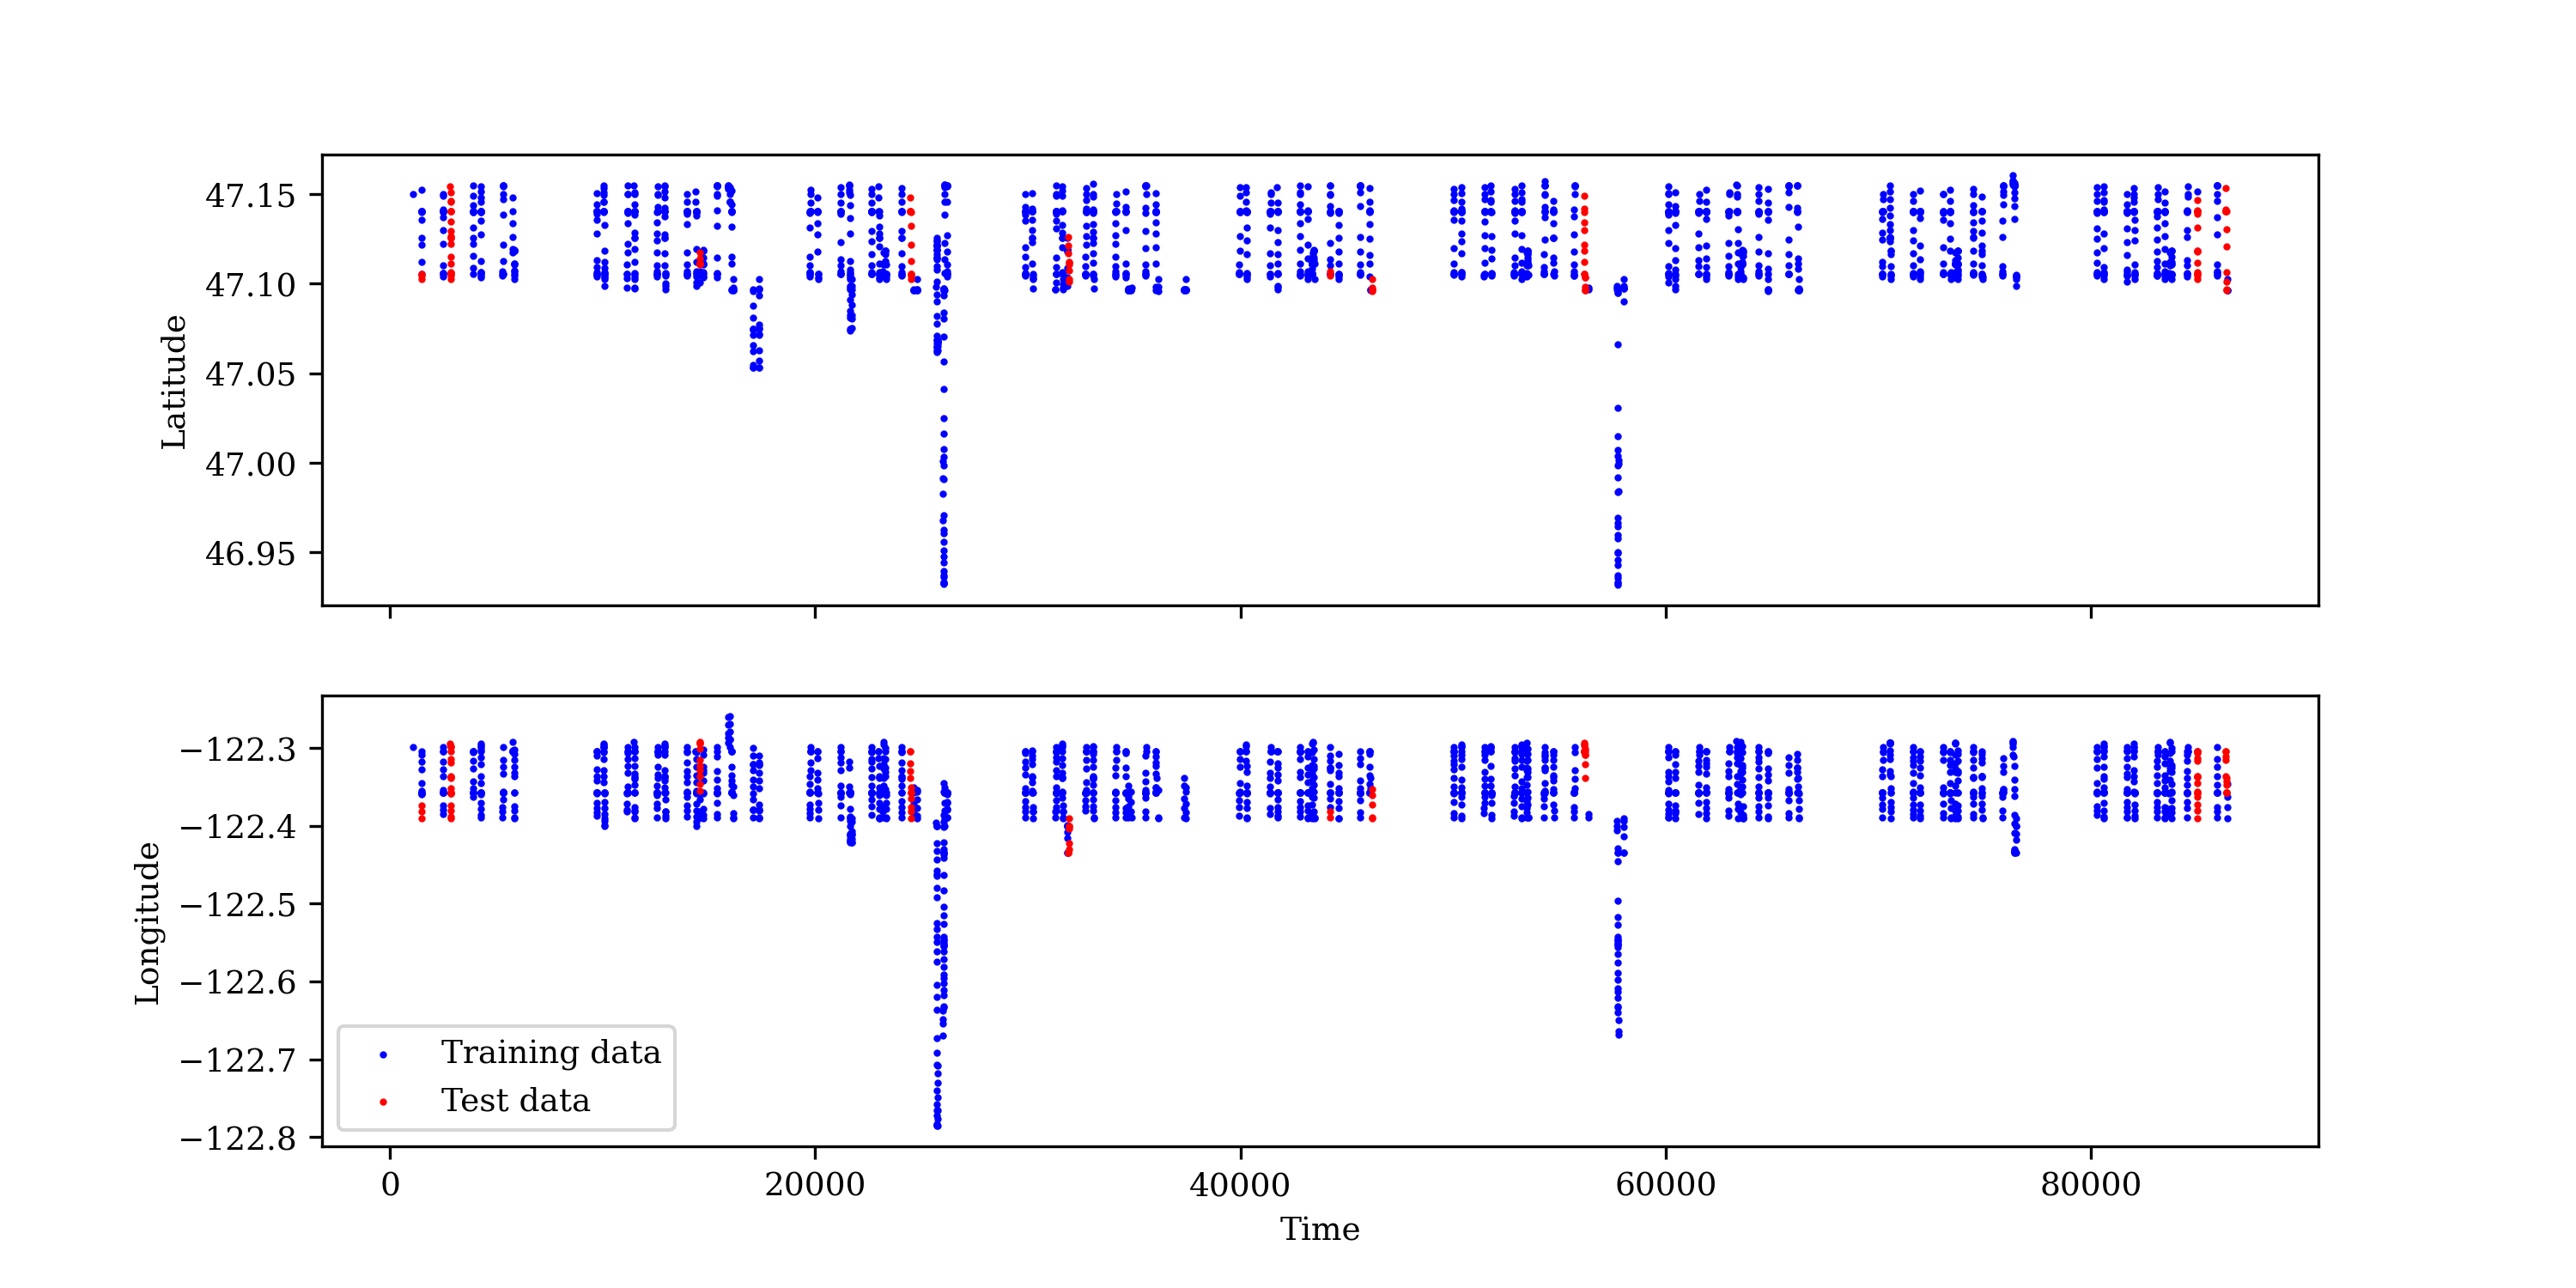 47.15
47.10
47.05
47.00
46.95
Latitude
−122.3
−122.4
−122.5
−122.6
−122.7
−122.8
Longitude
Training data
Test data
0 20000 40000 60000 80000
Time